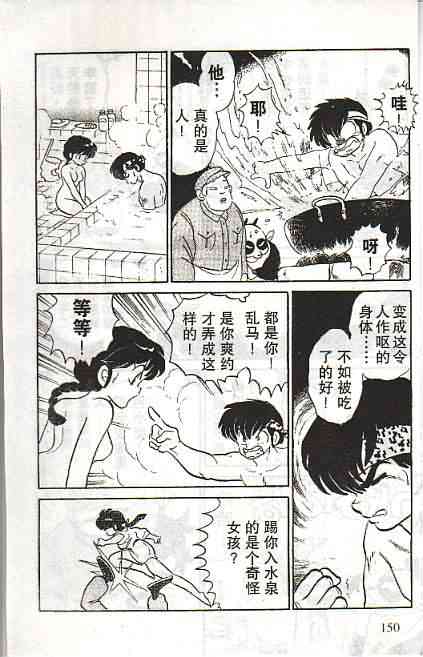 哇！
耶！
呀！
他…
真的是
人！
变成这令
人作呕的
身体……
不如被吃
了的好！
都是你—
乱马！
是你爽约
才弄成这
样的！
等等！
踢你入水泉
的是个奇怪
女孩？
150